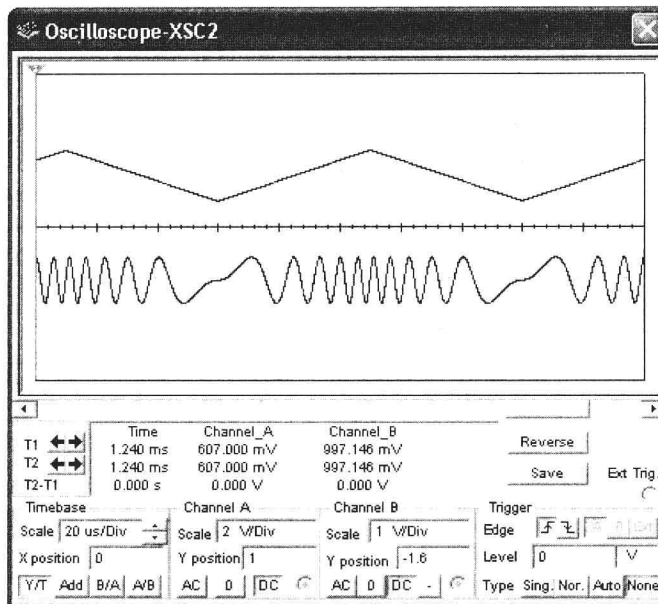 Oscilloscope-XSC2
Time Channel_A Channel_B
T1 1.240 ms 607.000 mV 997.146 mV
T2 1.240 ms 607.000 mV 997.146 mV
T2-T1 0.000 s 0.000 V 0.000 V
Reverse
Save
Ext Trig.
Timebase
Scale 20 us/Div
X position 0
Y/T Add B/A A/B
Channel A
Scale 2 V/Div
Y position 1
AC 0 DC
Channel B
Scale 1 V/Div
Y position -1.6
AC 0 DC -
Trigger
Edge
Level 0 V
Type Sing. Nor. Auto None